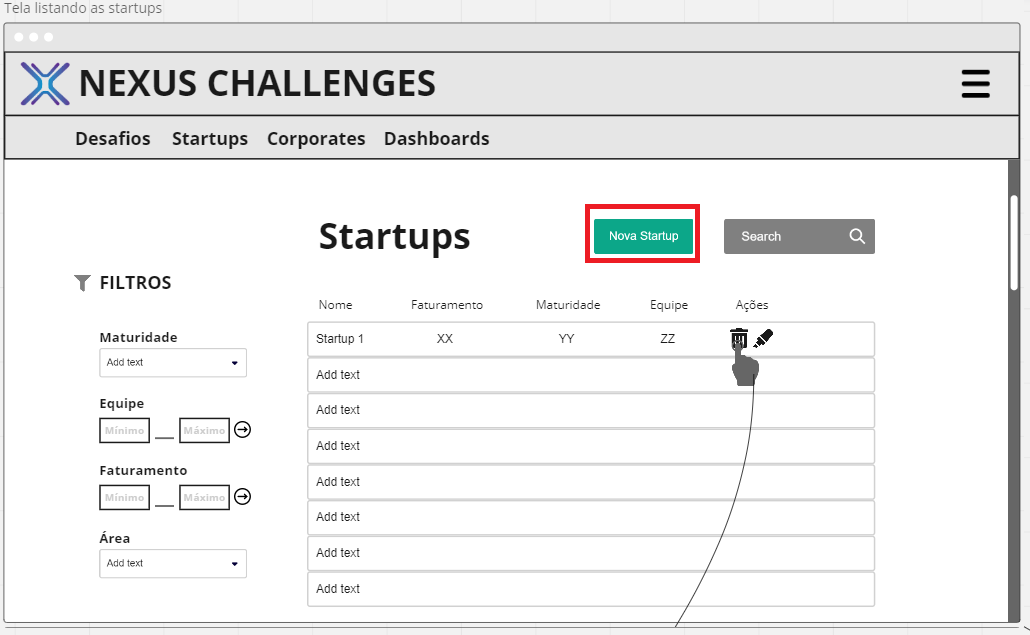 Tela listando as startups
NEXUS CHALLENGES
Desafios Startups Corporates Dashboards
Startups
Nova Startup
Search
FILTROS
Maturidade
Add text
Equipe
Mínimo Máximo
Faturamento
Mínimo Máximo
Área
Add text
Nome Faturamento Maturidade Equipe Ações
Startup 1 XX YY ZZ
Add text
Add text
Add text
Add text
Add text
Add text
Add text